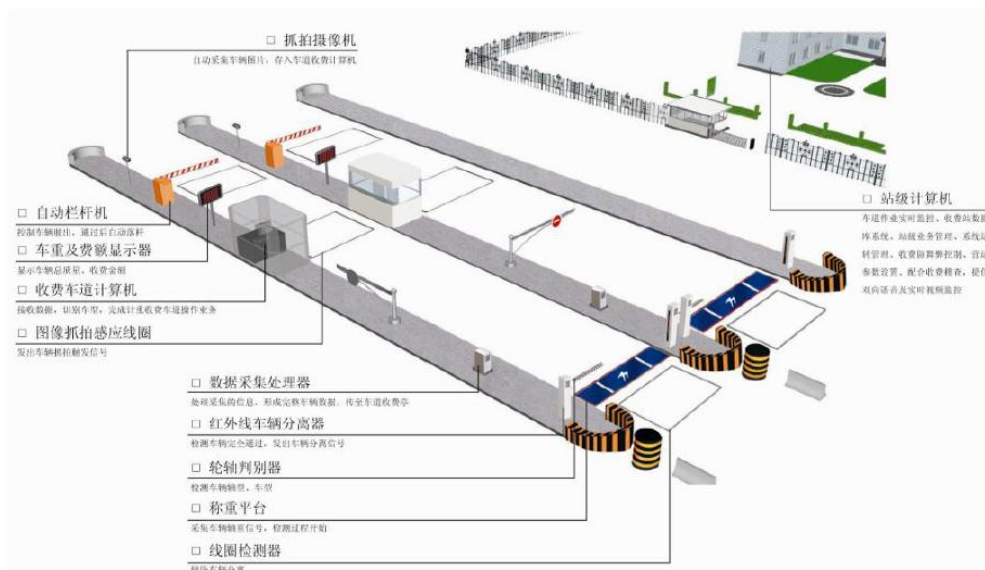 □ 抓拍摄像机
自动采集车辆图片，存入车道收费计算机
□ 自动栏杆机
控制车辆驶出，通过后自动落杆
□ 车重及费额显示器
显示车辆总质量、收费金额
□ 收费车道计算机
接收数据，识别车型，完成计重收费车道操作业务
□ 图像抓拍感应线圈
发出车辆抓拍触发信号
□ 数据采集处理器
处理采集的信息，形成完整车辆数据，传至车道收费亭
□ 红外线车辆分离器
检测车辆完全通过，发出车辆分离信号
□ 轮轴判别器
检测车辆轴型、车型
□ 称重平台
采集车辆轴重信号，检测过程开始
□ 线圈检测器
□ 站级计算机
车道作业实时监控、收费站数据
库系统、站级业务管理、系统运
转管理、收费防舞弊控制、营运
参数设置、配合收费稽查，提供
双向语音及实时视频监控